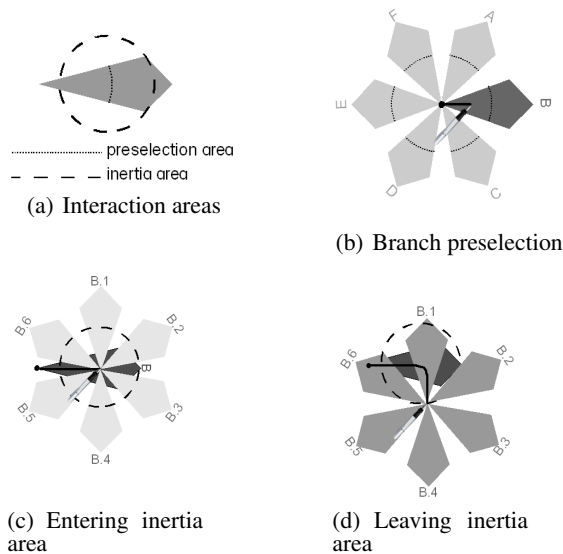 preselection area
inertia area
(a) Interaction areas
F
A
E
B
D
C
(b) Branch preselection
B.1
B.6
B.2
B
B.5
B.3
B.4
(c) Entering inertia
area
B.1
B.6
B.2
B.5
B.3
B.4
(d) Leaving inertia
area